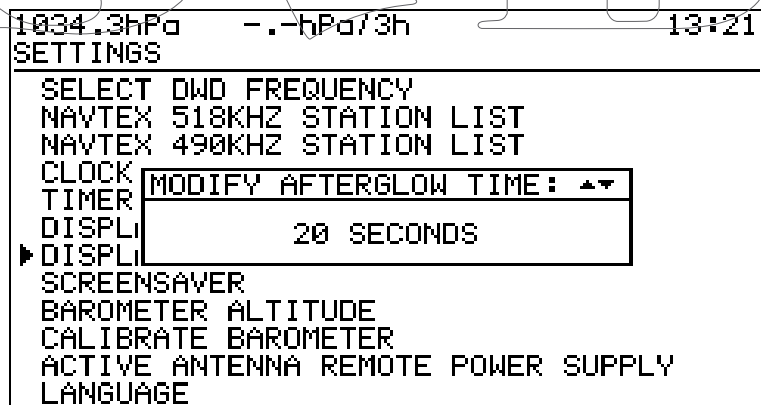 1034.3hPa -.-hPa/3h 13:21
SETTINGS
SELECT DWD FREQUENCY
NAVTEX 518KHZ STATION LIST
NAVTEX 490KHZ STATION LIST
CLOCK
MODIFY AFTERGLOW TIME: ▲▼
TIMER
20 SECONDS
SCREENSAVER
BAROMETER ALTITUDE
CALIBRATE BAROMETER
ACTIVE ANTENNA REMOTE POWER SUPPLY
LANGUAGE